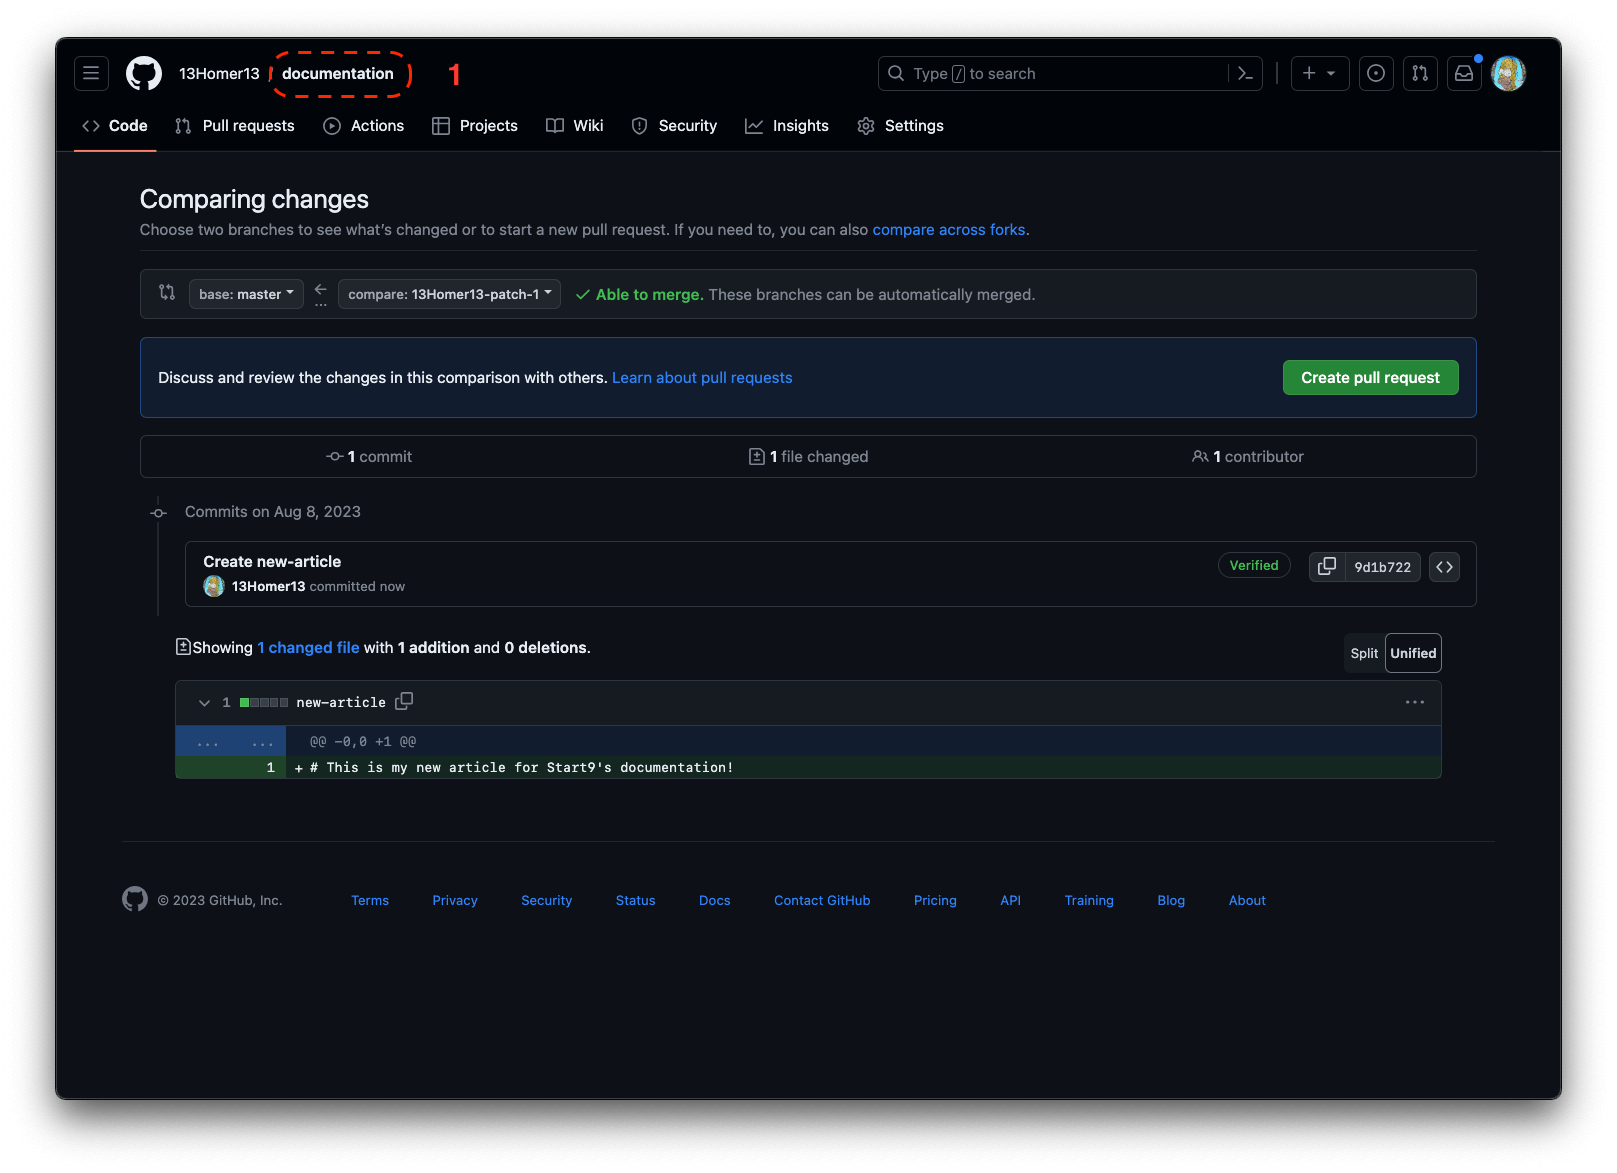 13Homer13 / documentation 1 Type / to search
Code Pull requests Actions Projects Wiki Security Insights Settings
Comparing changes
Choose two branches to see what's changed or to start a new pull request. If you need to, you can also compare across forks.
base: master ← ... compare: 13Homer13-patch-1 ✓ Able to merge. These branches can be automatically merged.
Discuss and review the changes in this comparison with others. Learn about pull requests Create pull request
1 commit 1 file changed 1 contributor
Commits on Aug 8, 2023
Create new-article
Verified 9d1b722
13Homer13 committed now
Showing 1 changed file with 1 addition and 0 deletions.
Split Unified
1 new-article ...
... ... @@ -0,0 +1 @@
1 + # This is my new article for Start9's documentation!
© 2023 GitHub, Inc. Terms Privacy Security Status Docs Contact GitHub Pricing API Training Blog About